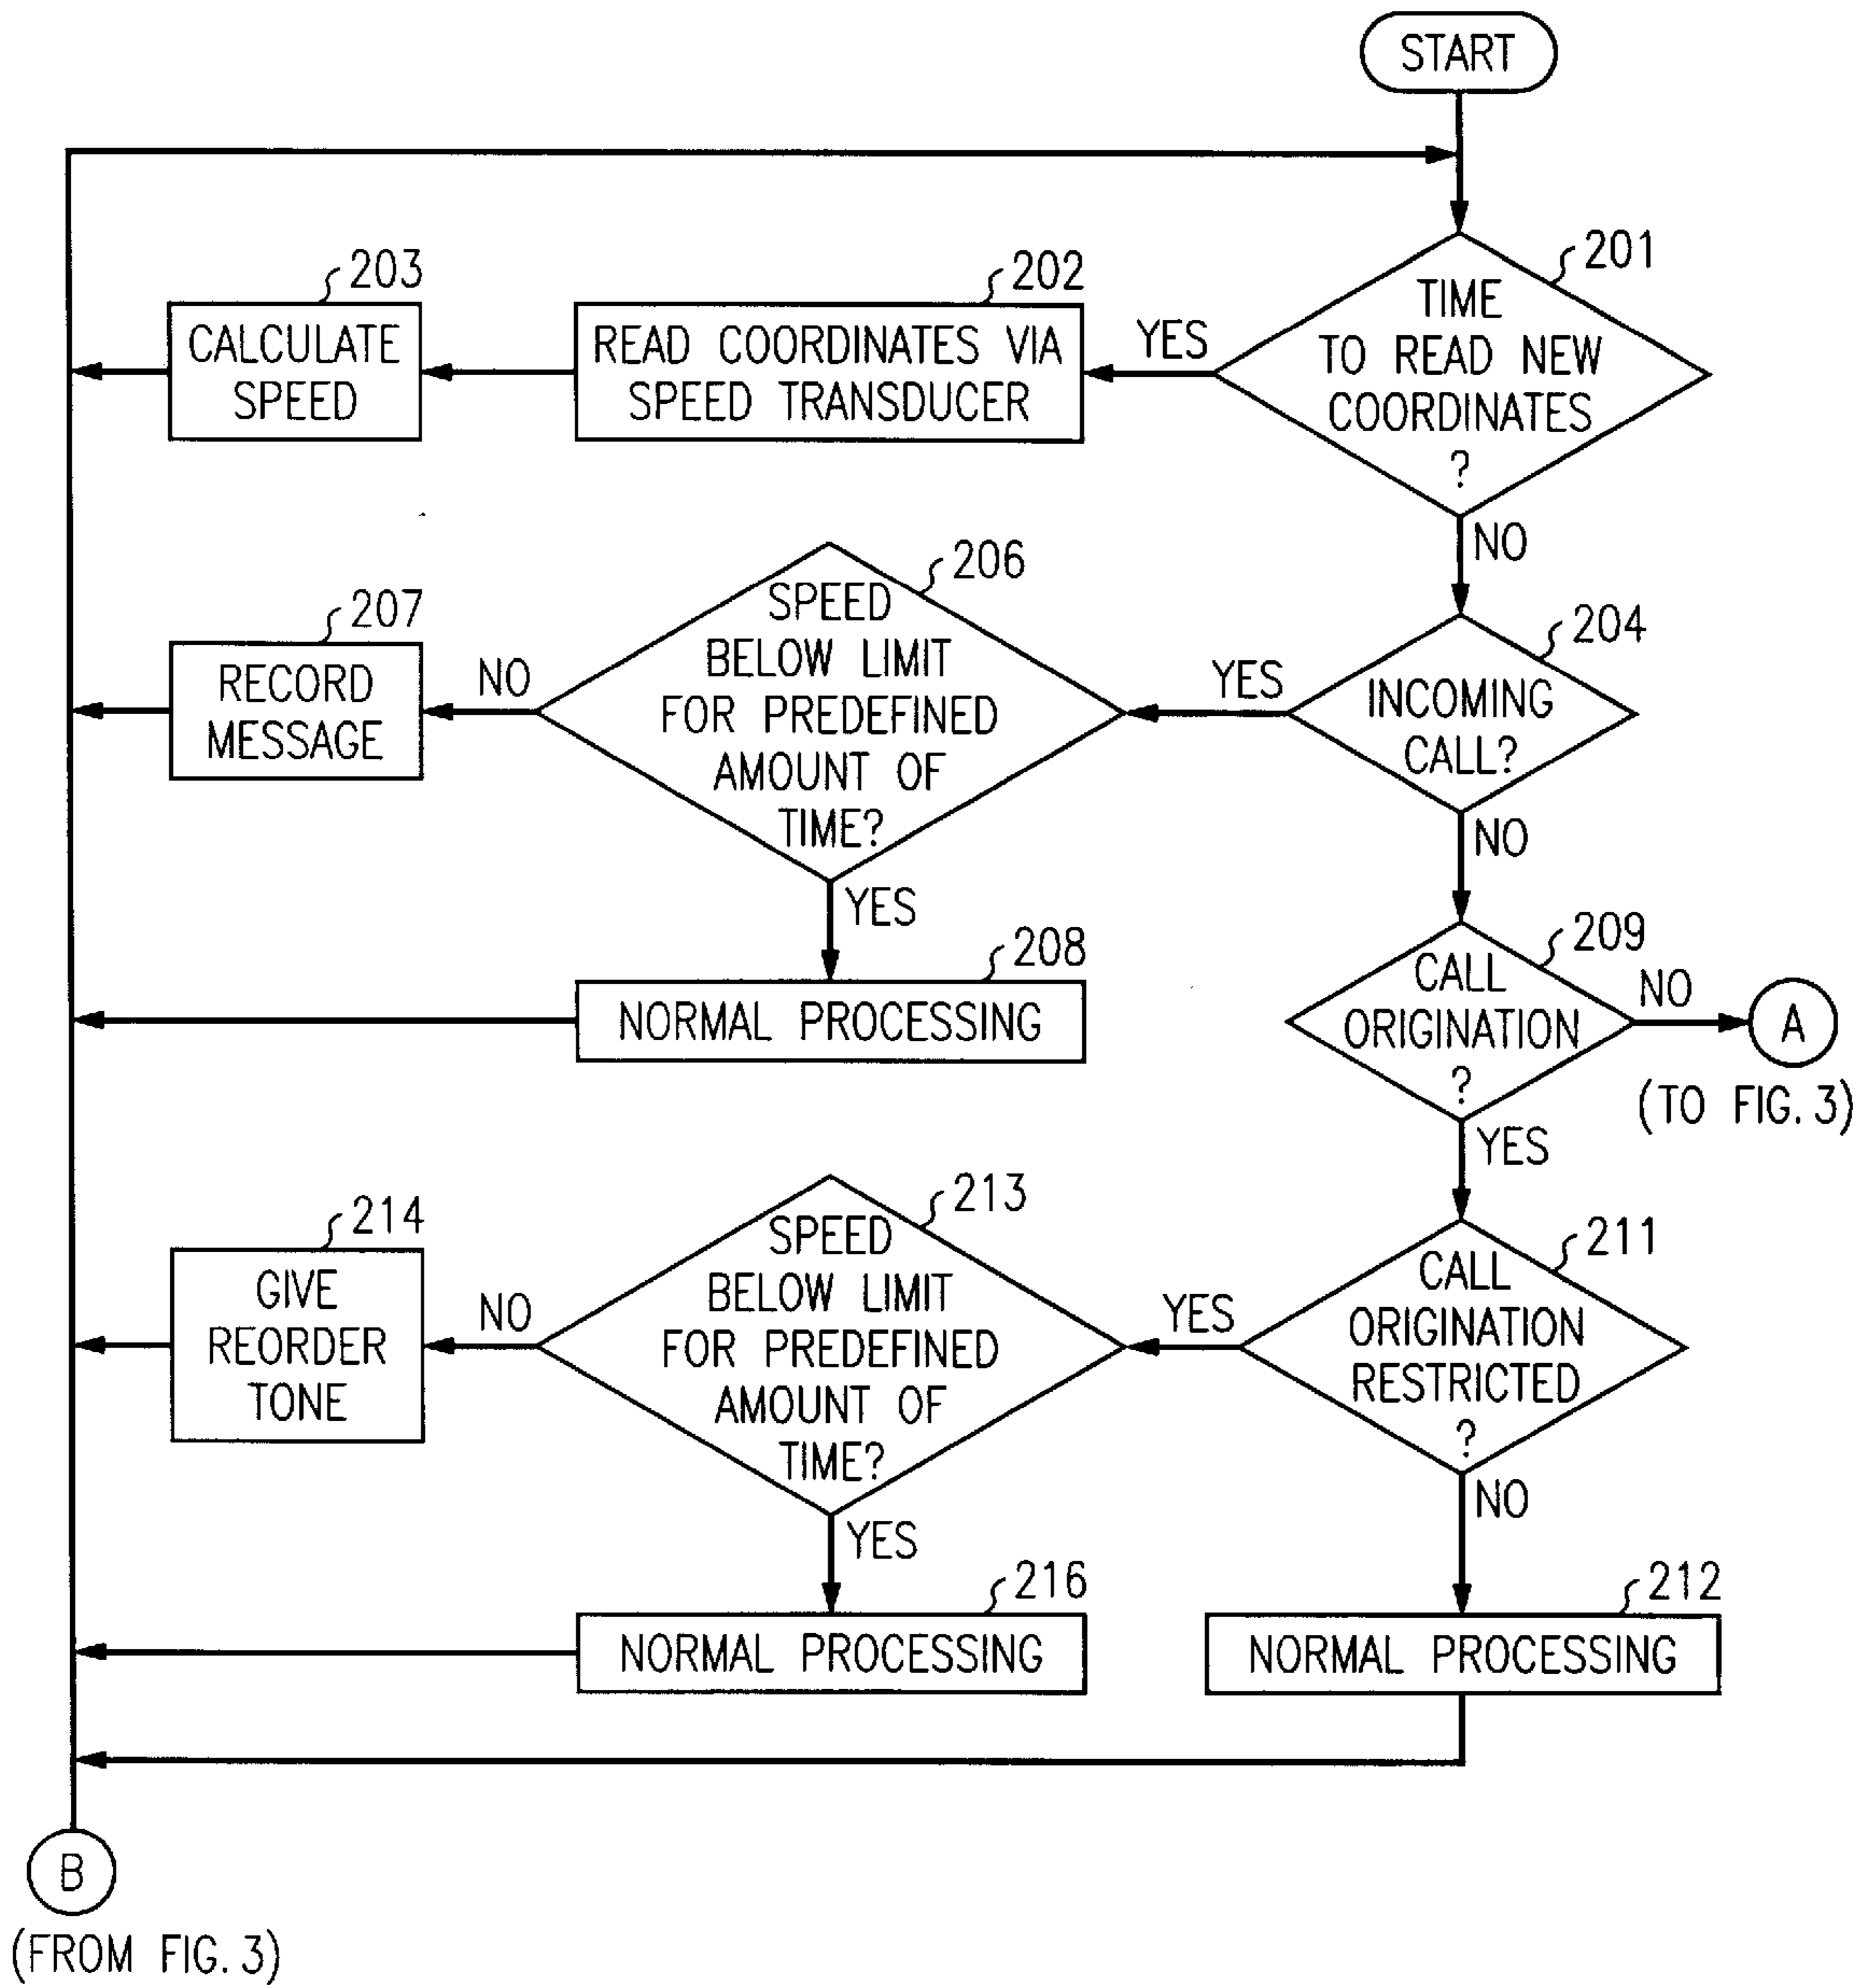 START
201
TIME
TO READ NEW
COORDINATES
?
YES
NO
202
READ COORDINATES VIA
SPEED TRANSDUCER
203
CALCULATE
SPEED
204
INCOMING
CALL?
YES
NO
206
SPEED
BELOW LIMIT
FOR PREDEFINED
AMOUNT OF
TIME?
NO
YES
207
RECORD
MESSAGE
208
NORMAL PROCESSING
209
CALL
ORIGINATION
?
NO
A
(TO FIG. 3)
YES
211
CALL
ORIGINATION
RESTRICTED
?
YES
NO
213
SPEED
BELOW LIMIT
FOR PREDEFINED
AMOUNT OF
TIME?
NO
YES
214
GIVE
REORDER
TONE
216
NORMAL PROCESSING
212
NORMAL PROCESSING
B
(FROM FIG. 3)